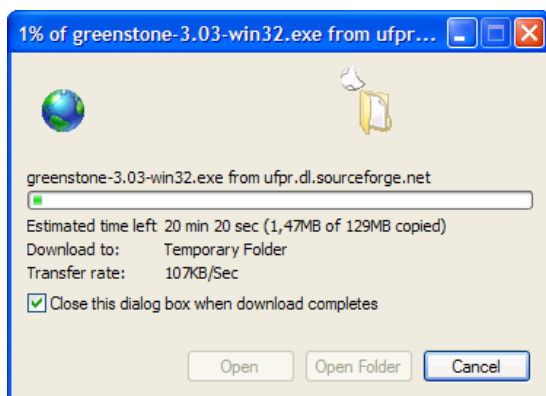 1% of greenstone-3.03-win32.exe from ufpr...
greenstone-3.03-win32.exe from ufpr.dl.sourceforge.net
Estimated time left 20 min 20 sec (1,47MB of 129MB copied)
Download to: Temporary Folder
Transfer rate: 107KB/Sec
Close this dialog box when download completes
Open Open Folder Cancel